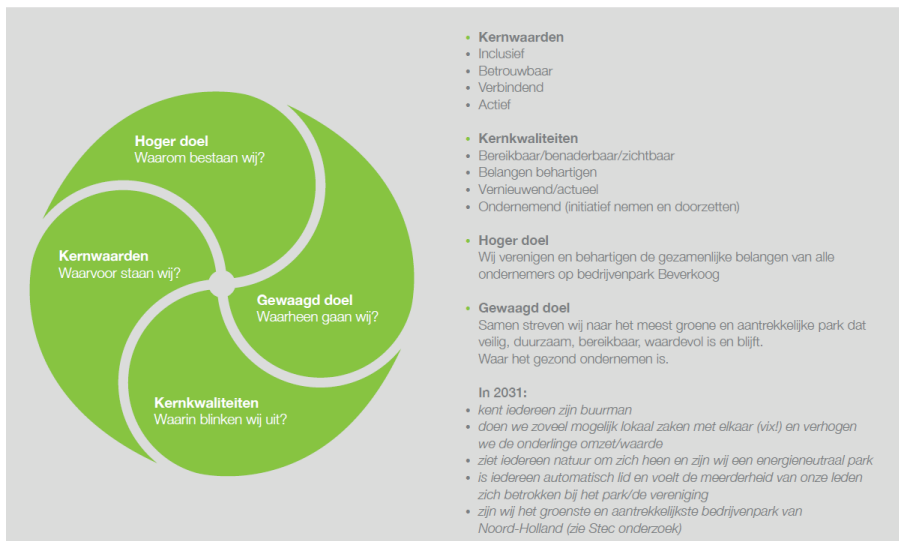 Hoger doel
Waarom bestaan wij?
Kernwaarden
Waarvoor staan wij?
Gewaagd doel
Waarheen gaan wij?
Kernkwaliteiten
Waarin blinken wij uit?
• Kernwaarden
• Inclusief
• Betrouwbaar
• Verbindend
• Actief
• Kernkwaliteiten
• Bereikbaar/benaderbaar/zichtbaar
• Belangen behartigen
• Vernieuwend/actueel
• Ondernemend (initiatief nemen en doorzetten)
• Hoger doel
Wij verenigen en behartigen de gezamenlijke belangen van alle
ondernemers op bedrijvenpark Beverkoog
• Gewaagd doel
Samen streven wij naar het meest groene en aantrekkelijke park dat
veilig, duurzaam, bereikbaar, waardevol is en blijft.
Waar het gezond ondernemen is.
In 2031:
• kent iedereen zijn buurman
• doen we zoveel mogelijk lokaal zaken met elkaar (vix!) en verhogen
we de onderlinge omzet/waarde
• ziet iedereen natuur om zich heen en zijn wij een energieneutraal park
• is iedereen automatisch lid en voelt de meerderheid van onze leden
zich betrokken bij het park/de vereniging
• zijn wij het groenste en aantrekkelijkste bedrijvenpark van
Noord-Holland (zie Stec onderzoek)